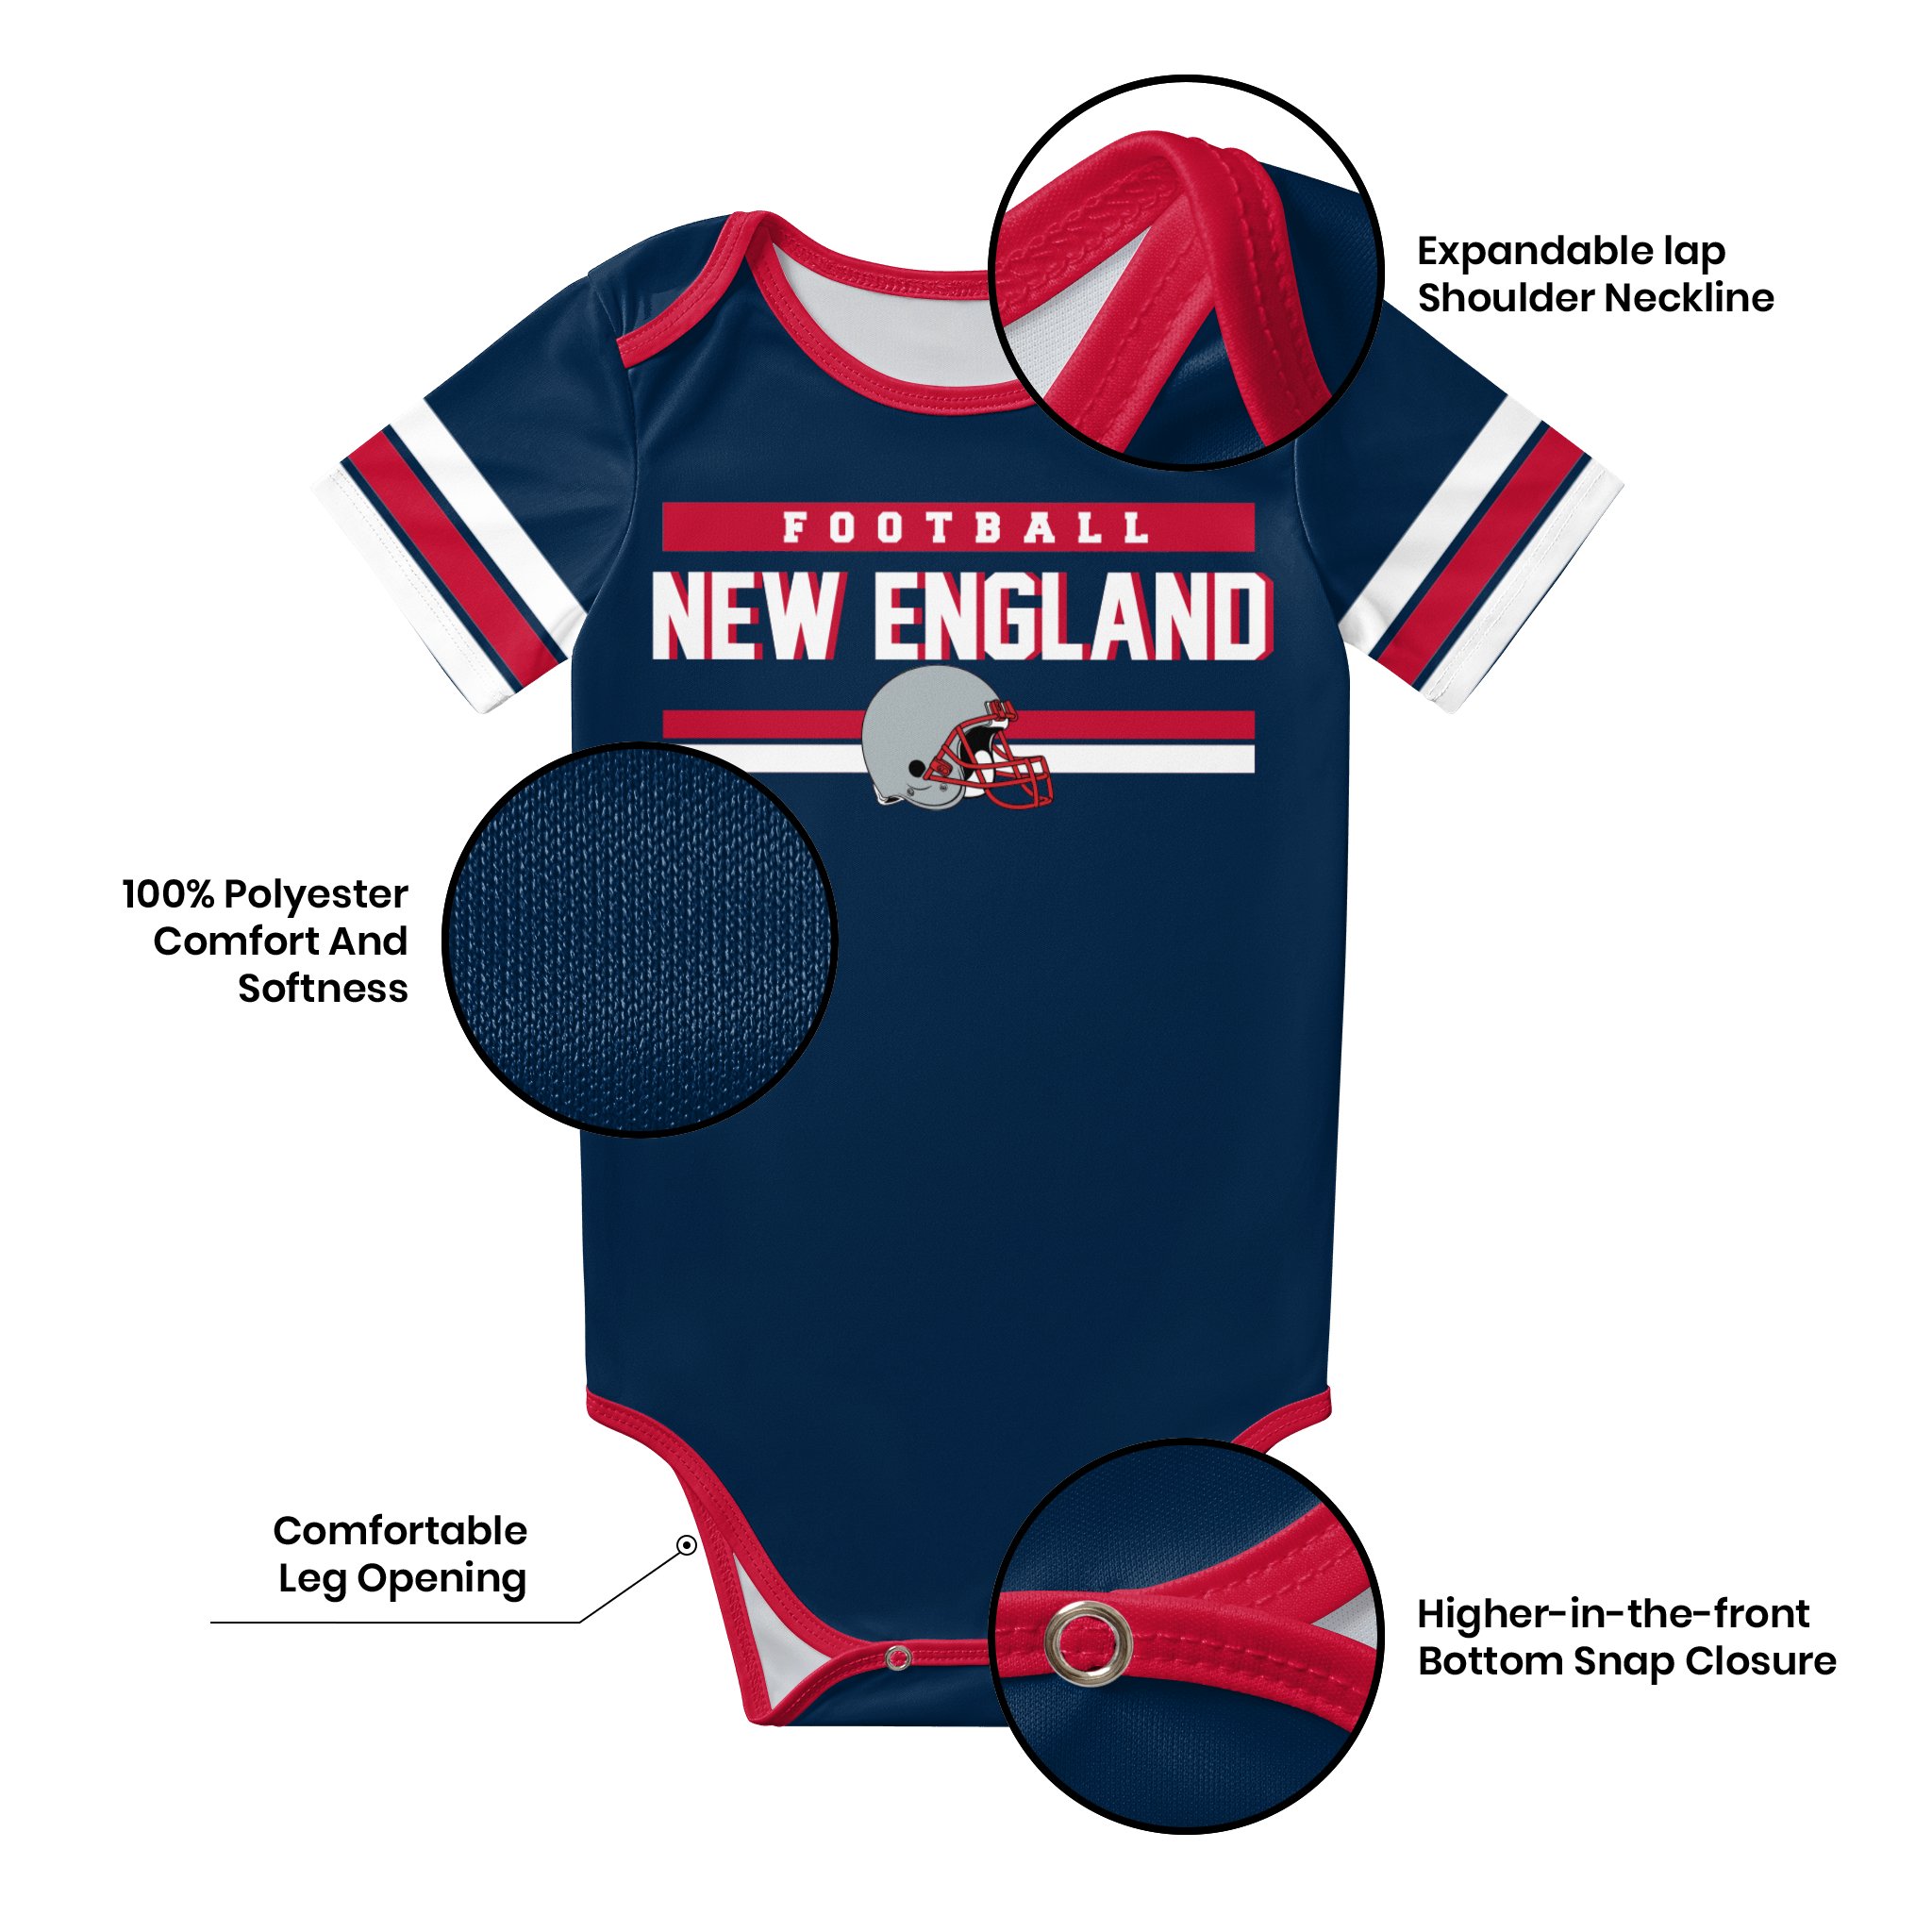 Expandable lap
Shoulder Neckline
FOOTBALL
NEW ENGLAND
100% Polyester
Comfort And
Softness
Comfortable
Leg Opening
Higher-in-the-front
Bottom Snap Closure